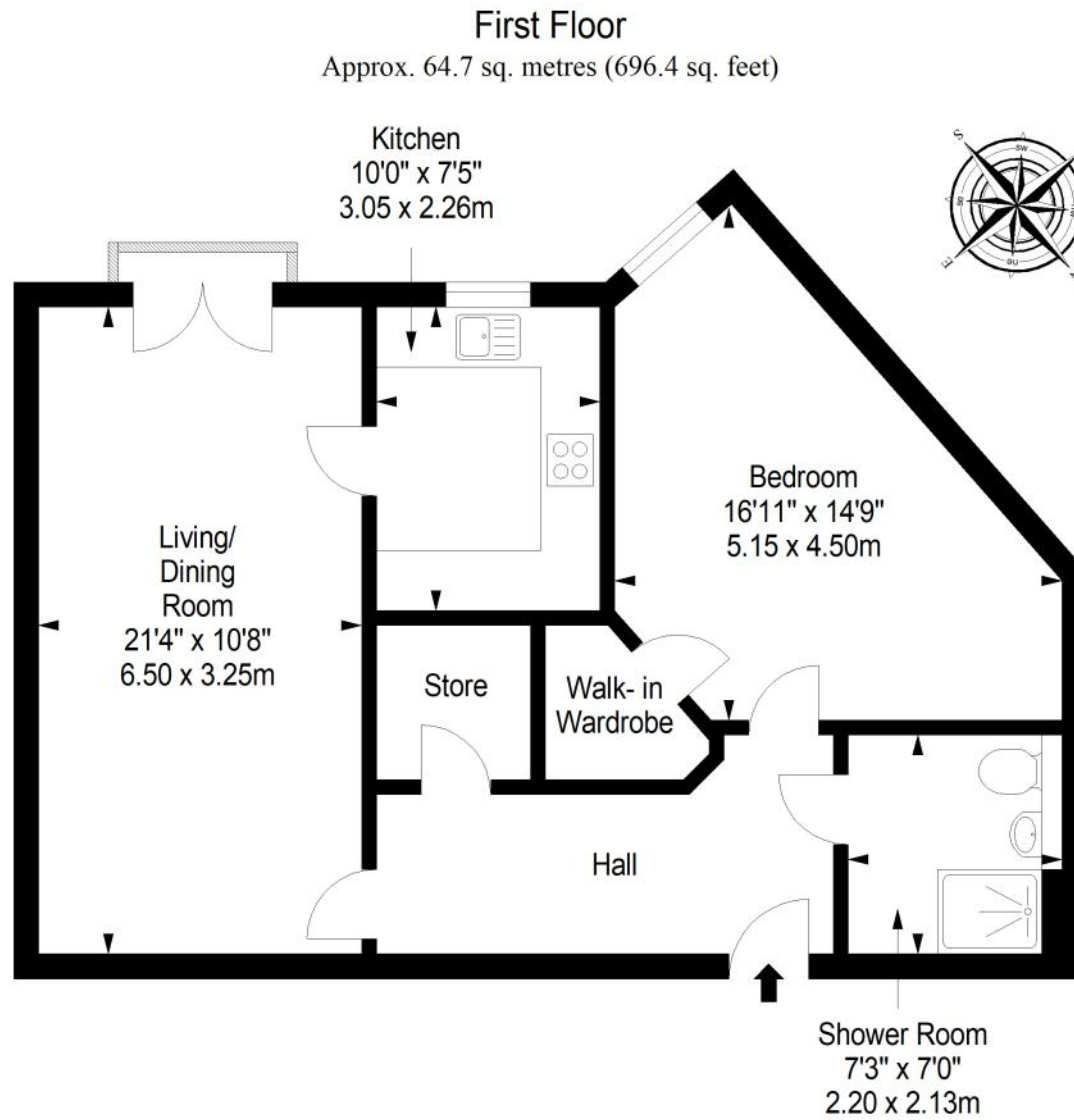 First Floor
Approx. 64.7 sq. metres (696.4 sq. feet)
Kitchen
10'0" x 7'5"
3.05 x 2.26m
S
SW
E
Bedroom
16'11" x 14'9"
5.15 x 4.50m
Living/
Dining
Room
21'4" x 10'8"
6.50 x 3.25m
Store
Walk- in
Wardrobe
Hall
Shower Room
7'3" x 7'0"
2.20 x 2.13m